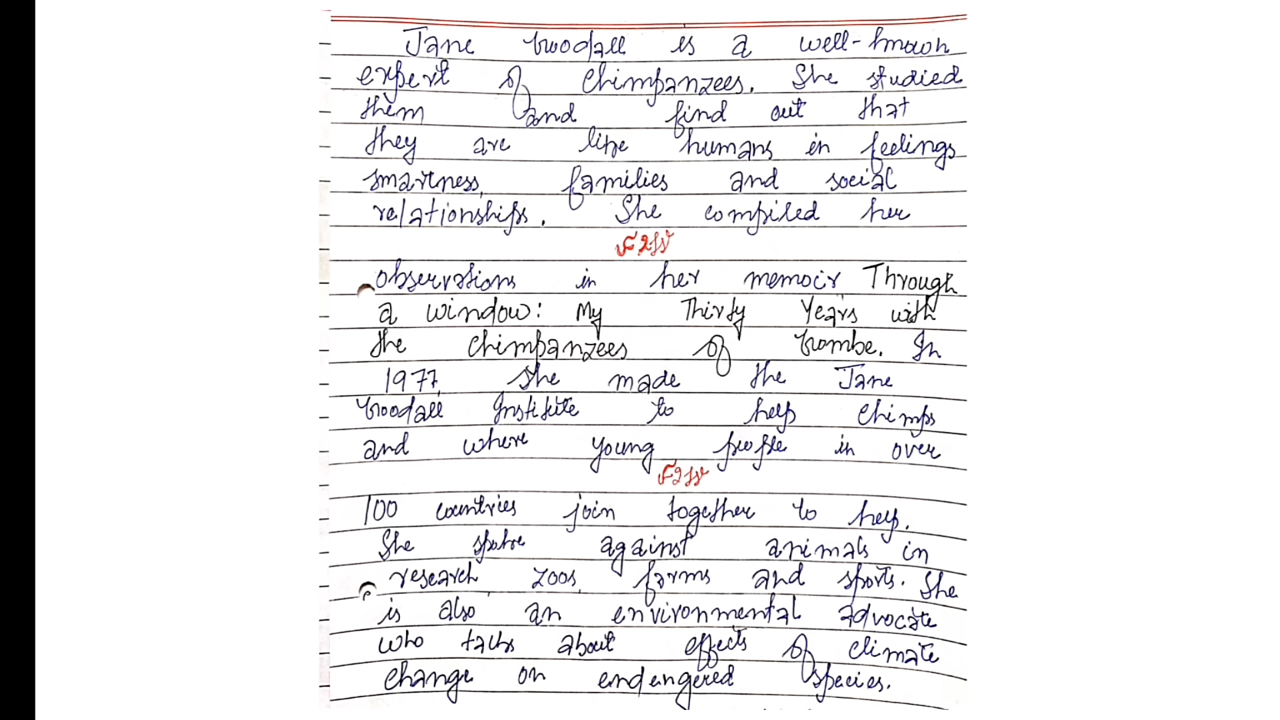 Jane Goodall is a well-known
expert of chimpanzees. She studied
them and find out that
they are like humans in feelings
smartness, families and social
relationships. She compiled her
observations in her memoir Through
a window: My Thirty Years with
the chimpanzees of Gombe. In
1977, she made the Jane
Goodall Institute to help chimps
and where young people in over
100 countries join together to help.
She spoke against animals in
research, zoos, farms and sports. She
is also an environmental advocate
who talks about effects of climate
change on endangered species.